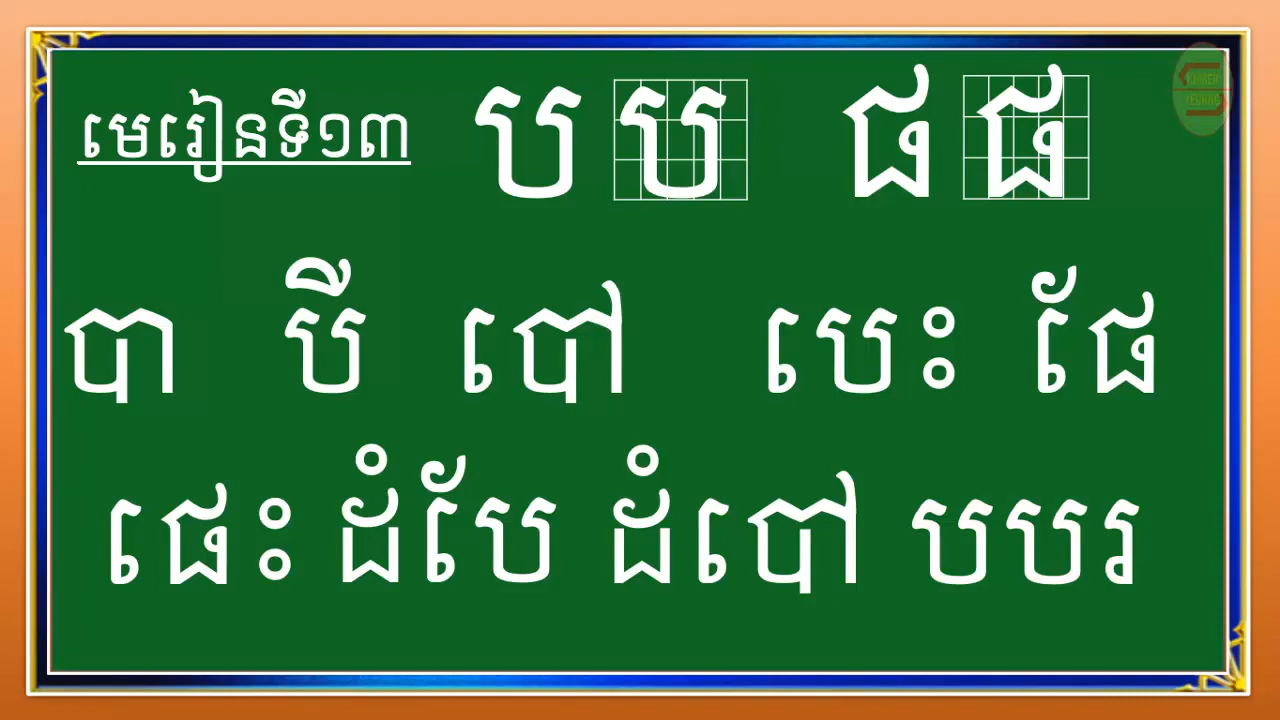 មេរៀនទី១៣ ប ប ផ ផ
បា បី បៅ បេះ ផែ
ផេះ ដំបែ ដំបៅ បបរ